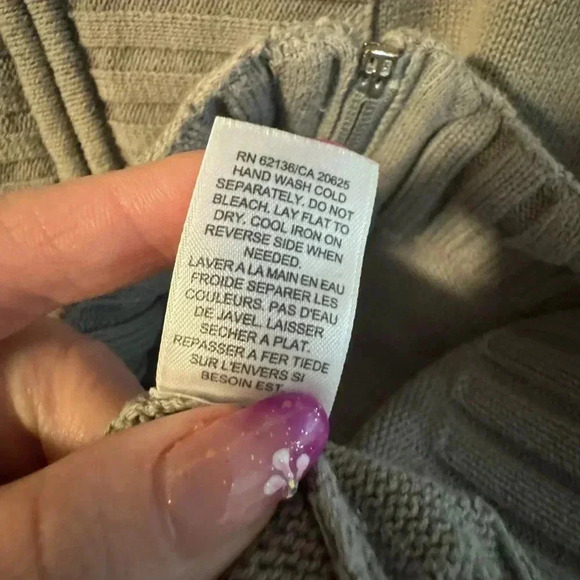 RN 62136/CA 20625
HAND WASH COLD
SEPARATELY. DO NOT
BLEACH. LAY FLAT TO
DRY. COOL IRON ON
REVERSE SIDE WHEN
NEEDED.
LAVER A LA MAIN EN EAU
FROIDE SEPARER LES
COULEURS. PAS D'EAU
DE JAVEL. LAISSER
SECHER A PLAT.
REPASSER A FER TIEDE
SUR L'ENVERS SI
BESOIN EST.